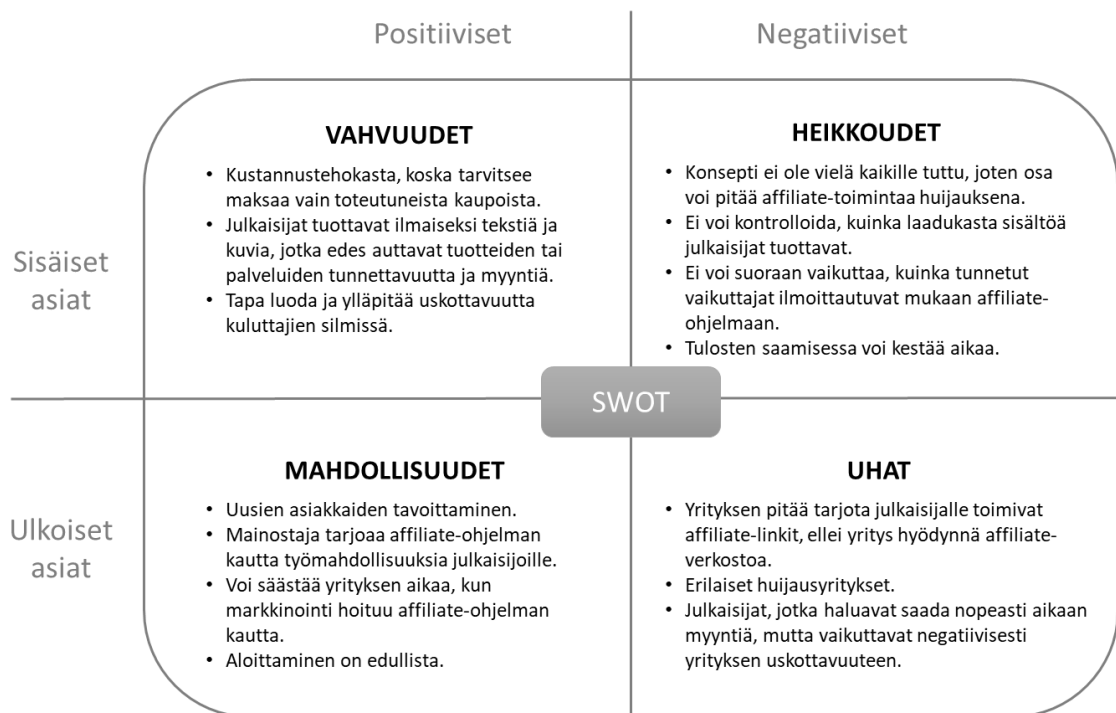 Positiiviset
Negatiiviset
Sisäiset
asiat
VAHVUUDET
• Kustannustehokasta, koska tarvitsee
maksaa vain toteutuneista kaupoista.
• Julkaisijat tuottavat ilmaiseksi tekstiä ja
kuvia, jotka edes auttavat tuotteiden tai
palveluiden tunnettavuutta ja myyntiä.
• Tapa luoda ja ylläpitää uskottavuutta
kuluttajien silmissä.
HEIKKOUDET
• Konsepti ei ole vielä kaikille tuttu, joten osa
voi pitää affiliate-toimintaa huijauksena.
• Ei voi kontrolloida, kuinka laadukasta sisältöä
julkaisijat tuottavat.
• Ei voi suoraan vaikuttaa, kuinka tunnetut
vaikuttajat ilmoittautuvat mukaan affiliate-
ohjelmaan.
• Tulosten saamisessa voi kestää aikaa.
SWOT
Ulkoiset
asiat
MAHDOLLISUUDET
• Uusien asiakkaiden tavoittaminen.
• Mainostaja tarjoaa affiliate-ohjelman
kautta työmahdollisuuksia julkaisijoille.
• Voi säästää yrityksen aikaa, kun
markkinointi hoituu affiliate-ohjelman
kautta.
• Aloittaminen on edullista.
UHAT
• Yrityksen pitää tarjota julkaisijalle toimivat
affiliate-linkit, ellei yritys hyödynnä affiliate-
verkostoa.
• Erilaiset huijausyritykset.
• Julkaisijat, jotka haluavat saada nopeasti aikaan
myyntiä, mutta vaikuttavat negatiivisesti
yrityksen uskottavuuteen.